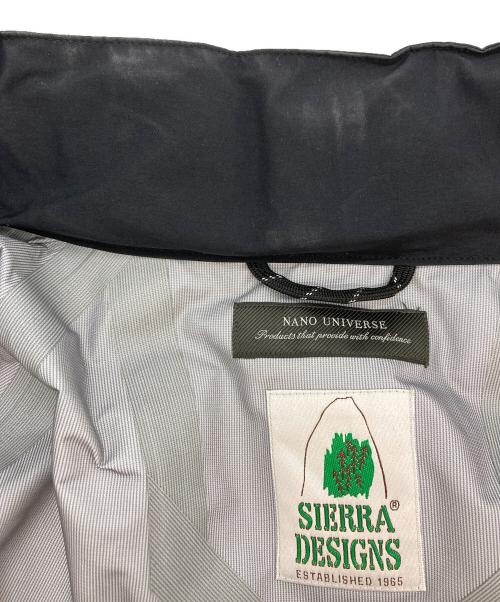 NANO UNIVERSE
Products that provide with confidence
SIERRA®
DESIGNS
ESTABLISHED 1965